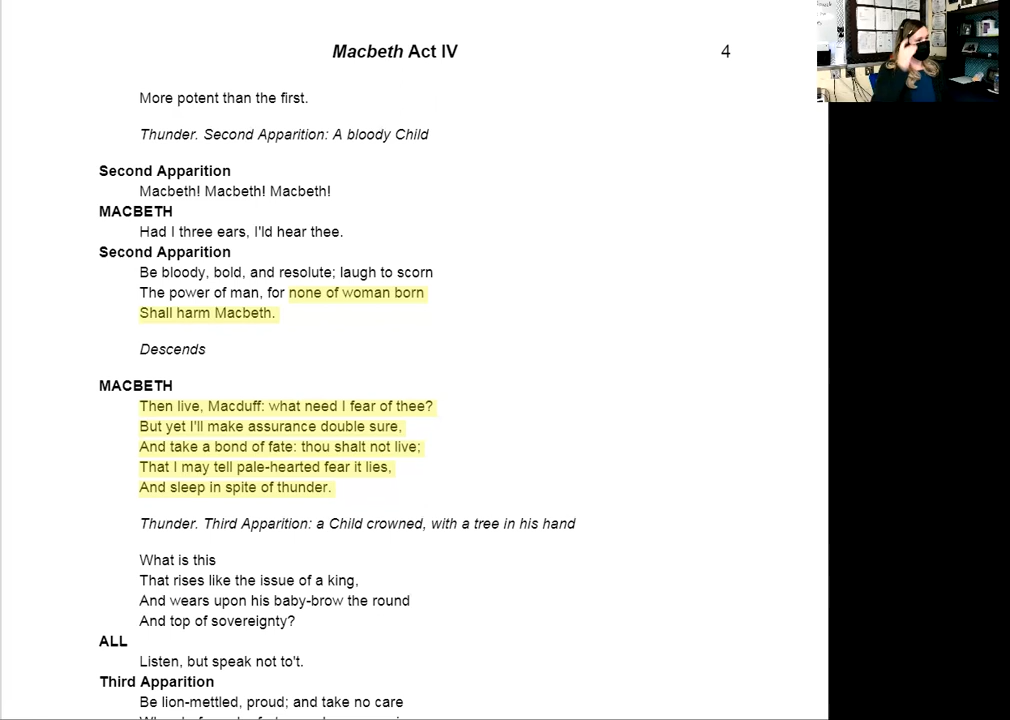 Macbeth Act IV
4
More potent than the first.
Thunder. Second Apparition: A bloody Child
Second Apparition
Macbeth! Macbeth! Macbeth!
MACBETH
Had I three ears, I'ld hear thee.
Second Apparition
Be bloody, bold, and resolute; laugh to scorn
The power of man, for none of woman born
Shall harm Macbeth.
Descends
MACBETH
Then live, Macduff: what need I fear of thee?
But yet I'll make assurance double sure,
And take a bond of fate: thou shalt not live;
That I may tell pale-hearted fear it lies,
And sleep in spite of thunder.
Thunder. Third Apparition: a Child crowned, with a tree in his hand
What is this
That rises like the issue of a king,
And wears upon his baby-brow the round
And top of sovereignty?
ALL
Listen, but speak not to't.
Third Apparition
Be lion-mettled, proud; and take no care